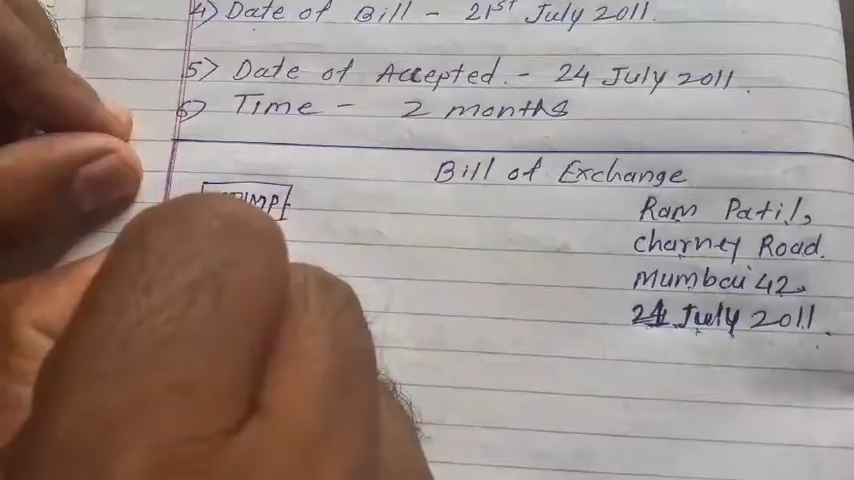 4) Date of Bill - 21st July 2011.
5) Date of Accepted. - 24 July 2011.
6) Time - 2 months
Bill of Exchange
Ram Patil,
Charney Road.
Mumbai 42,
21 July 2011.